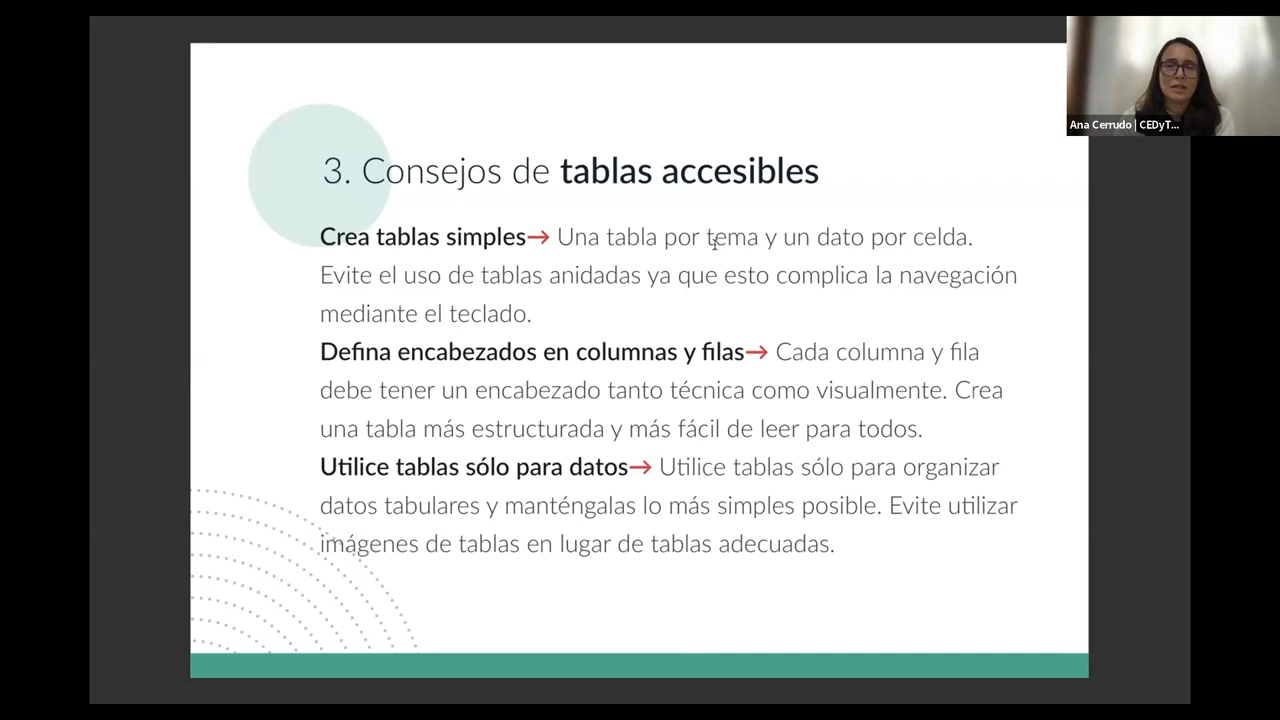 3. Consejos de tablas accesibles
Crea tablas simples→ Una tabla por tema y un dato por celda.
Evite el uso de tablas anidadas ya que esto complica la navegación
mediante el teclado.
Defina encabezados en columnas y filas→ Cada columna y fila
debe tener un encabezado tanto técnica como visualmente. Crea
una tabla más estructurada y más fácil de leer para todos.
Utilice tablas sólo para datos→ Utilice tablas sólo para organizar
datos tabulares y manténgalas lo más simples posible. Evite utilizar
imágenes de tablas en lugar de tablas adecuadas.
Ana Cerrudo | CEDyT...